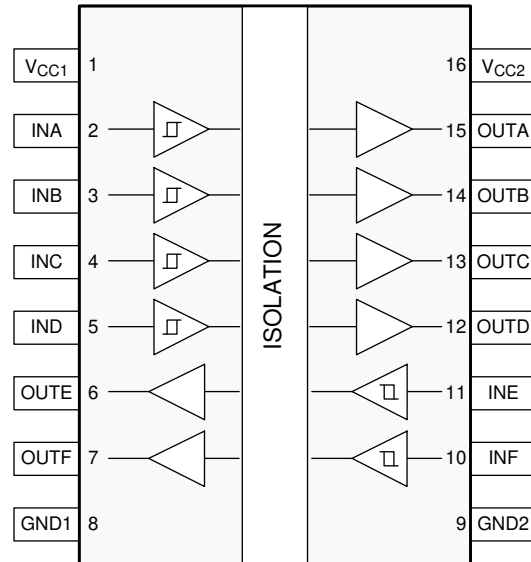 VCC1 1 16 VCC2
INA 2 15 OUTA
INB 3 14 OUTB
INC 4 13 OUTC
IND 5 12 OUTD
OUTE 6 11 INE
OUTF 7 10 INF
GND1 8 9 GND2
ISOLATION